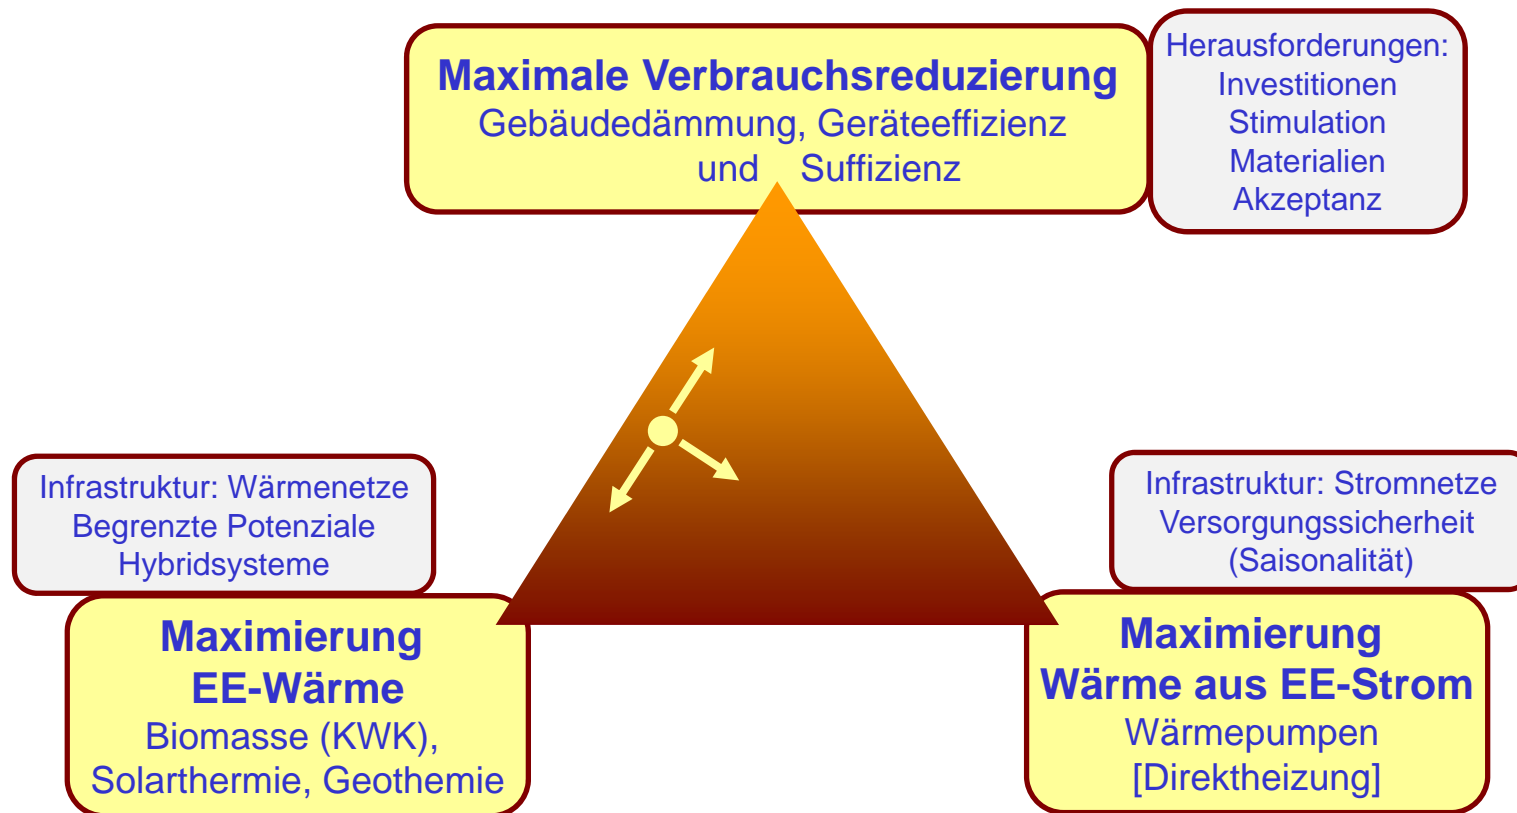 Maximale Verbrauchsreduzierung
Gebäudedämmung, Geräteeffizienz
und Suffizienz
Herausforderungen:
Investitionen
Stimulation
Materialien
Akzeptanz
Infrastruktur: Wärmenetze
Begrenzte Potenziale
Hybridsysteme
Maximierung
EE-Wärme
Biomasse (KWK),
Solarthermie, Geothemie
Infrastruktur: Stromnetze
Versorgungssicherheit
(Saisonalität)
Maximierung
Wärme aus EE-Strom
Wärmepumpen
[Direktheizung]